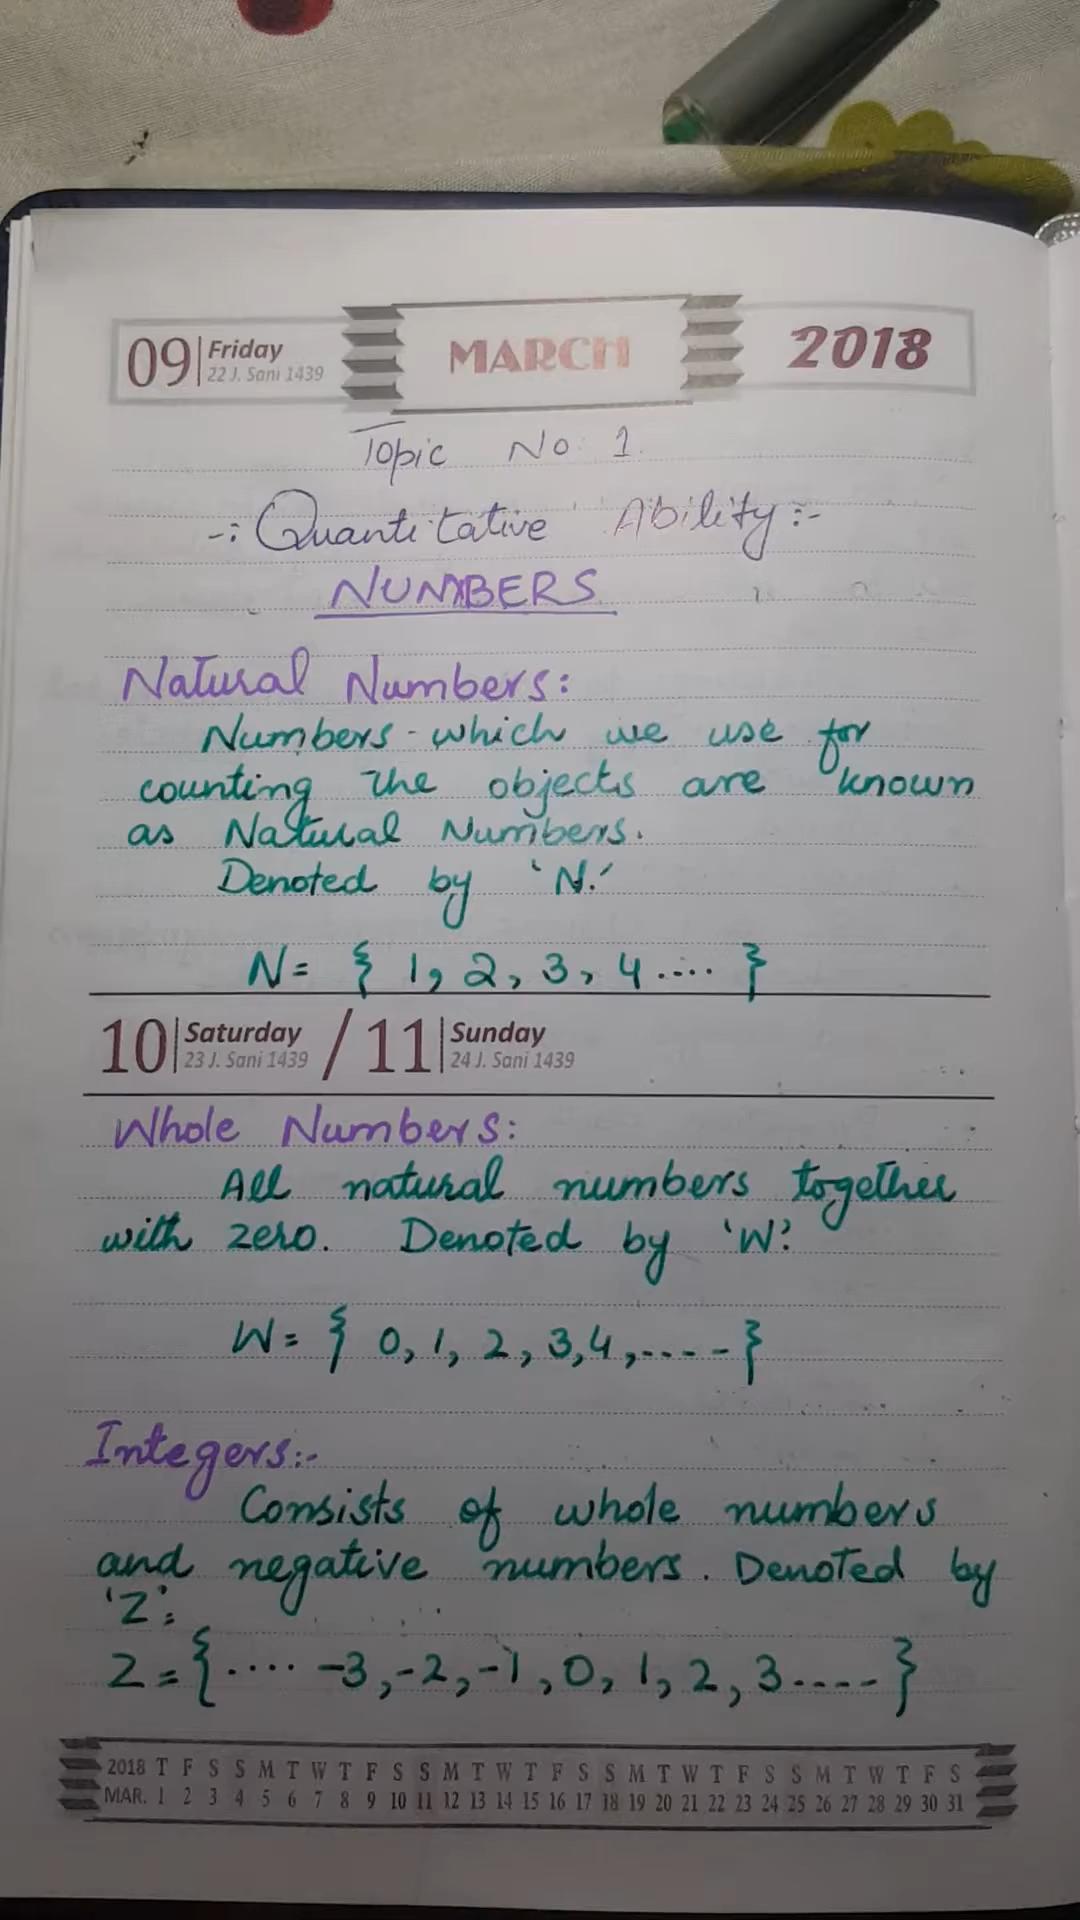 09 Friday 22 J. Sani 1439 MARCH 2018
Topic No: 1.
-: Quantitative Ability :-
NUMBERS
Natural Numbers:
Numbers which we use for
counting the objects are known
as Natural Numbers.
Denoted by 'N.'
N = { 1, 2, 3, 4 .... }
10 Saturday 23 J. Sani 1439 / 11 Sunday 24 J. Sani 1439
Whole Numbers:
All natural numbers together
with zero. Denoted by 'W'.
W = { 0, 1, 2, 3, 4, ..... }
Integers:-
Consists of whole numbers
and negative numbers. Denoted by
'Z'.
Z = { .... -3, -2, -1, 0, 1, 2, 3 ..... }
2018 T F S S M T W T F S S M T W T F S S M T W T F S S M T W T F S
MAR. 1 2 3 4 5 6 7 8 9 10 11 12 13 14 15 16 17 18 19 20 21 22 23 24 25 26 27 28 29 30 31